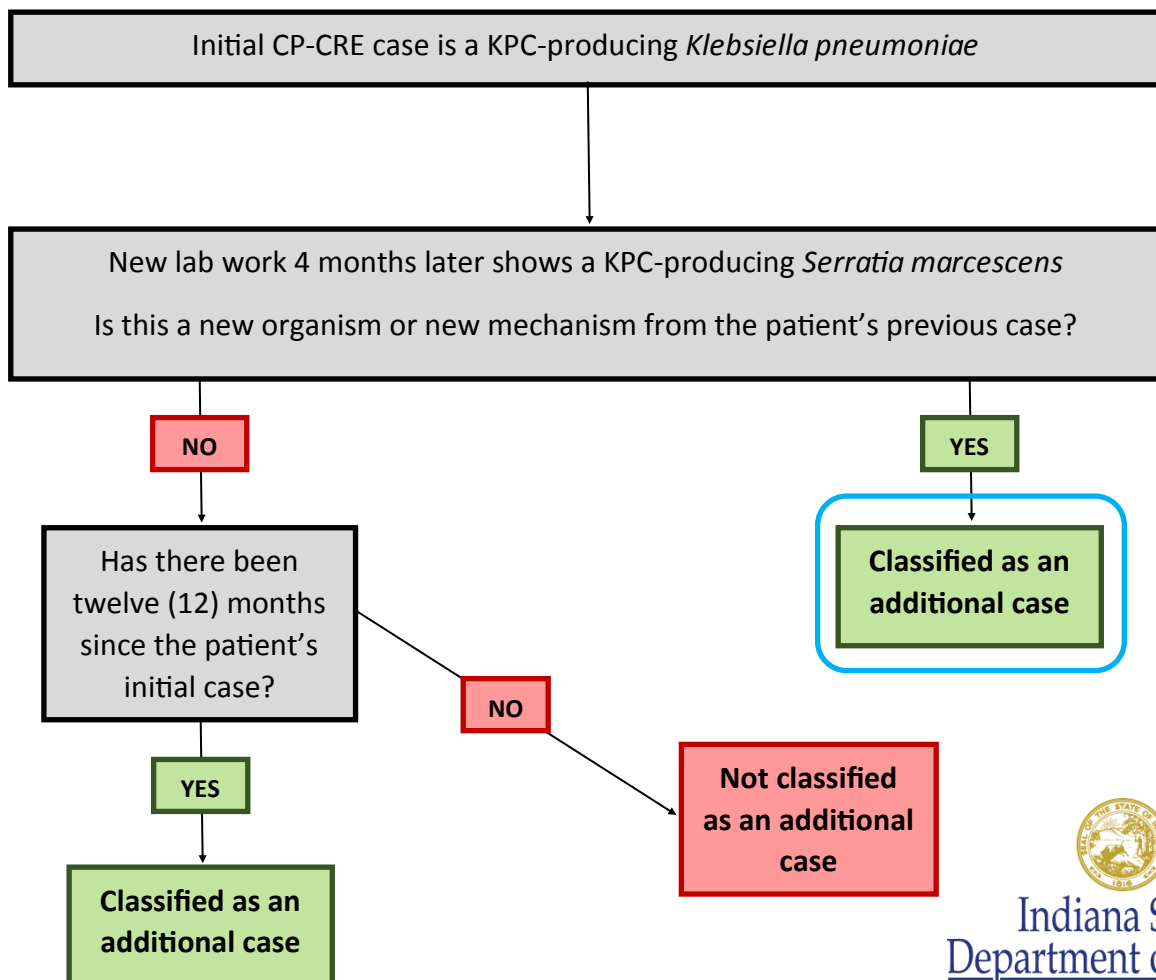 Initial CP-CRE case is a KPC-producing Klebsiella pneumoniae
New lab work 4 months later shows a KPC-producing Serratia marcescens
Is this a new organism or new mechanism from the patient's previous case?
NO
YES
Has there been
twelve (12) months
since the patient's
initial case?
Classified as an
additional case
NO
YES
Not classified
as an additional
case
Classified as an
additional case
1816
Indiana S
Department o